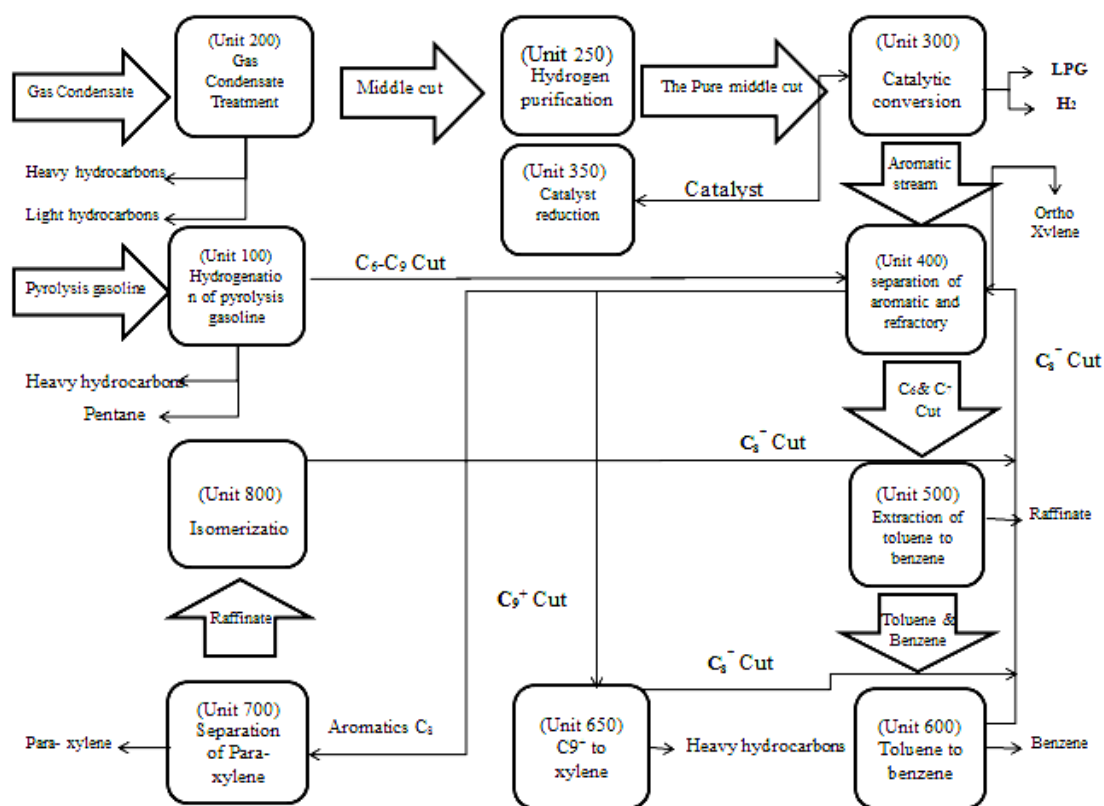 (Unit 200)
Gas
Condensate
Treatment
(Unit 250)
Hydrogen
purification
(Unit 300)
Catalytic
conversion
Gas Condensate
Middle cut
The Pure middle cut
LPG
H₂
Heavy hydrocarbons
Light hydrocarbons
(Unit 350)
Catalyst
reduction
Catalyst
Aromatic
stream
Ortho
Xvlene
Pyrolysis gasoline
(Unit 100)
Hydrogenatio
n of pyrolysis
gasoline
C₆-C₉ Cut
(Unit 400)
separation of
aromatic and
refractory
Heavy hydrocarbons
Pentane
C₈⁻ Cut
C₆& C⁻
Cut
(Unit 800)
Isomerizatio
C₈⁻ Cut
(Unit 500)
Extraction of
toluene to
benzene
Raffinate
Raffinate
C₉⁺ Cut
Toluene &
Benzene
C₈⁻ Cut
(Unit 700)
Separation
of Para-
xylene
Para- xylene
Aromatics C₈
(Unit 650)
C9⁻ to
xylene
Heavy hydrocarbons
(Unit 600)
Toluene to
benzene
Benzene